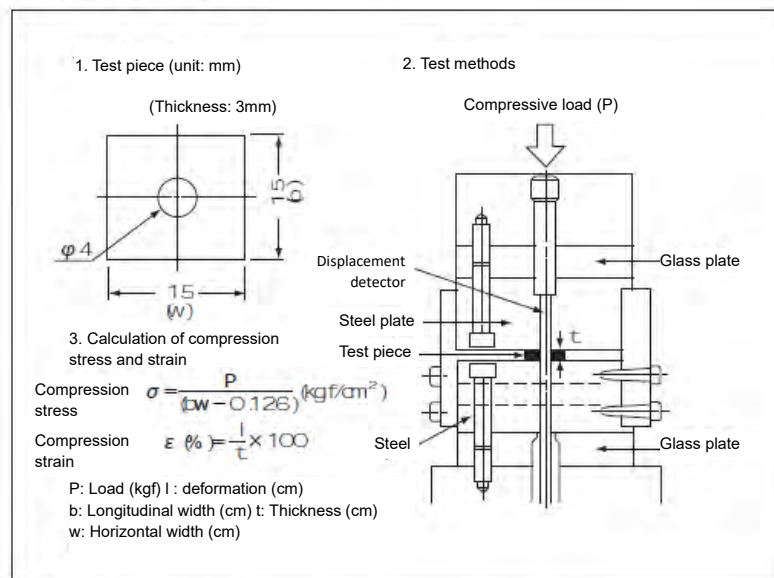 1. Test piece (unit: mm)
(Thickness: 3mm)
φ4
15
(b)
15
(w)
2. Test methods
Compressive load (P)
Displacement
detector
Glass plate
Steel plate
t
Test piece
Steel
Glass plate
3. Calculation of compression
stress and strain
Compression
stress
σ = P / (bw − 0.126) (kgf/cm²)
Compression
strain
ε (%) = l / t × 100
P: Load (kgf) l : deformation (cm)
b: Longitudinal width (cm) t: Thickness (cm)
w: Horizontal width (cm)